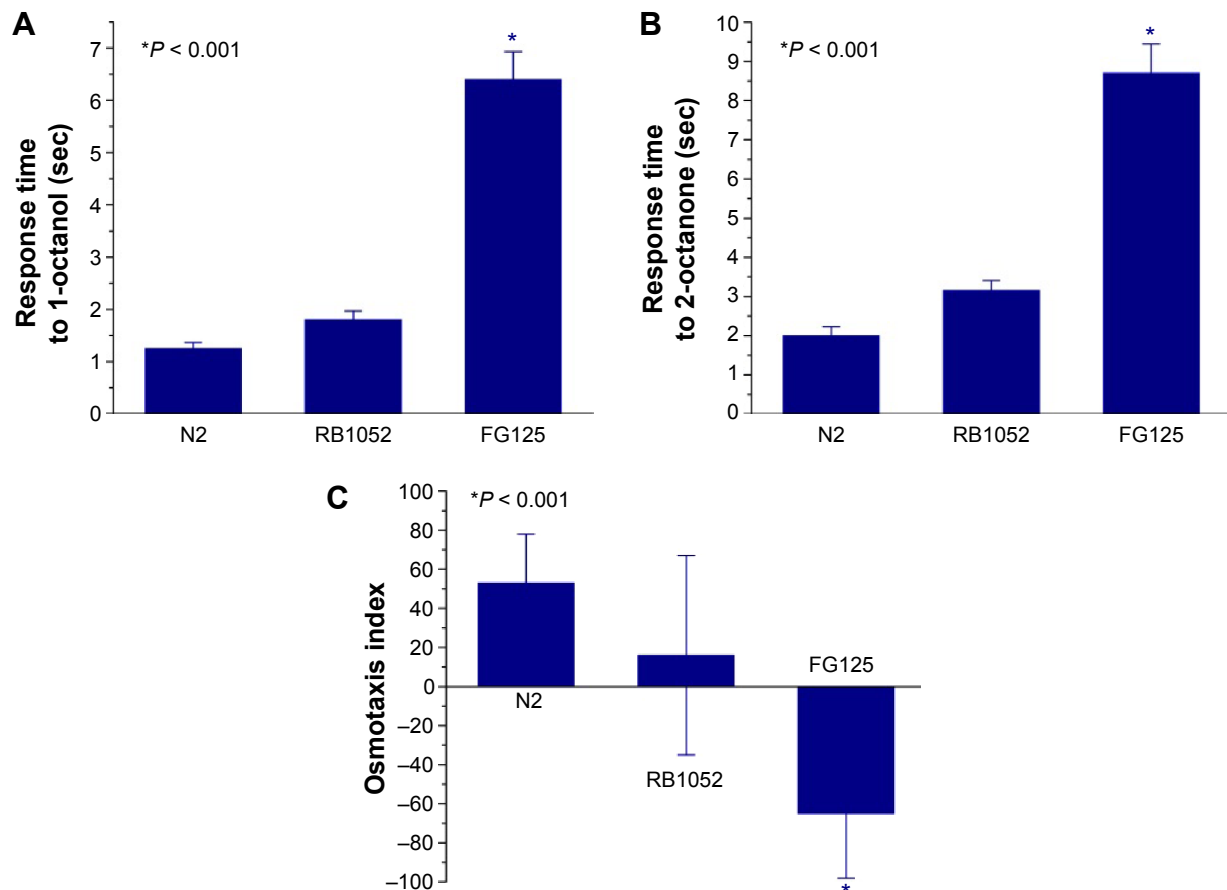 A
*P < 0.001
*
Response time
to 1-octanol (sec)
7
6
5
4
3
2
1
0
N2 RB1052 FG125
B
*P < 0.001
*
Response time
to 2-octanone (sec)
10
9
8
7
6
5
4
3
2
1
0
N2 RB1052 FG125
C
*P < 0.001
Osmotaxis index
100
80
60
40
20
0
–20
–40
–60
–80
–100
FG125
N2
RB1052
*